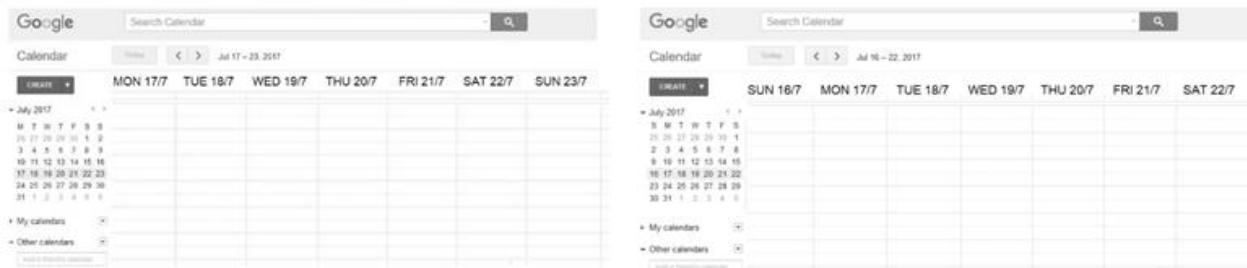 Google Search Calendar
Calendar Today Jul 17 – 23, 2017
CREATE MON 17/7 TUE 18/7 WED 19/7 THU 20/7 FRI 21/7 SAT 22/7 SUN 23/7
July 2017
M T W T F S S
26 27 28 29 30 1 2
3 4 5 6 7 8 9
10 11 12 13 14 15 16
17 18 19 20 21 22 23
24 25 26 27 28 29 30
31 1 2 3 4 5 6
My calendars
Other calendars
Google Search Calendar
Calendar Today Jul 16 – 22, 2017
CREATE SUN 16/7 MON 17/7 TUE 18/7 WED 19/7 THU 20/7 FRI 21/7 SAT 22/7
July 2017
S M T W T F S
25 26 27 28 29 30 1
2 3 4 5 6 7 8
9 10 11 12 13 14 15
16 17 18 19 20 21 22
23 24 25 26 27 28 29
30 31 1 2 3 4 5
My calendars
Other calendars